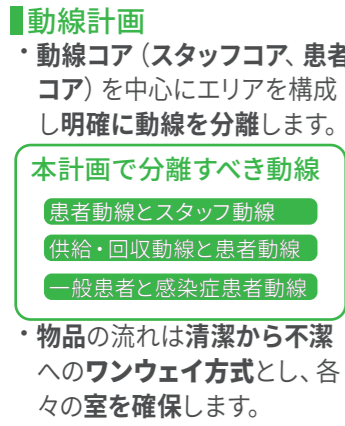 動線計画
・動線コア（スタッフコア、患者
コア）を中心にエリアを構成
し明確に動線を分離します。
本計画で分離すべき動線
患者動線とスタッフ動線
供給・回収動線と患者動線
一般患者と感染症患者動線
・物品の流れは清潔から不潔
へのワンウェイ方式とし、各
々の室を確保します。